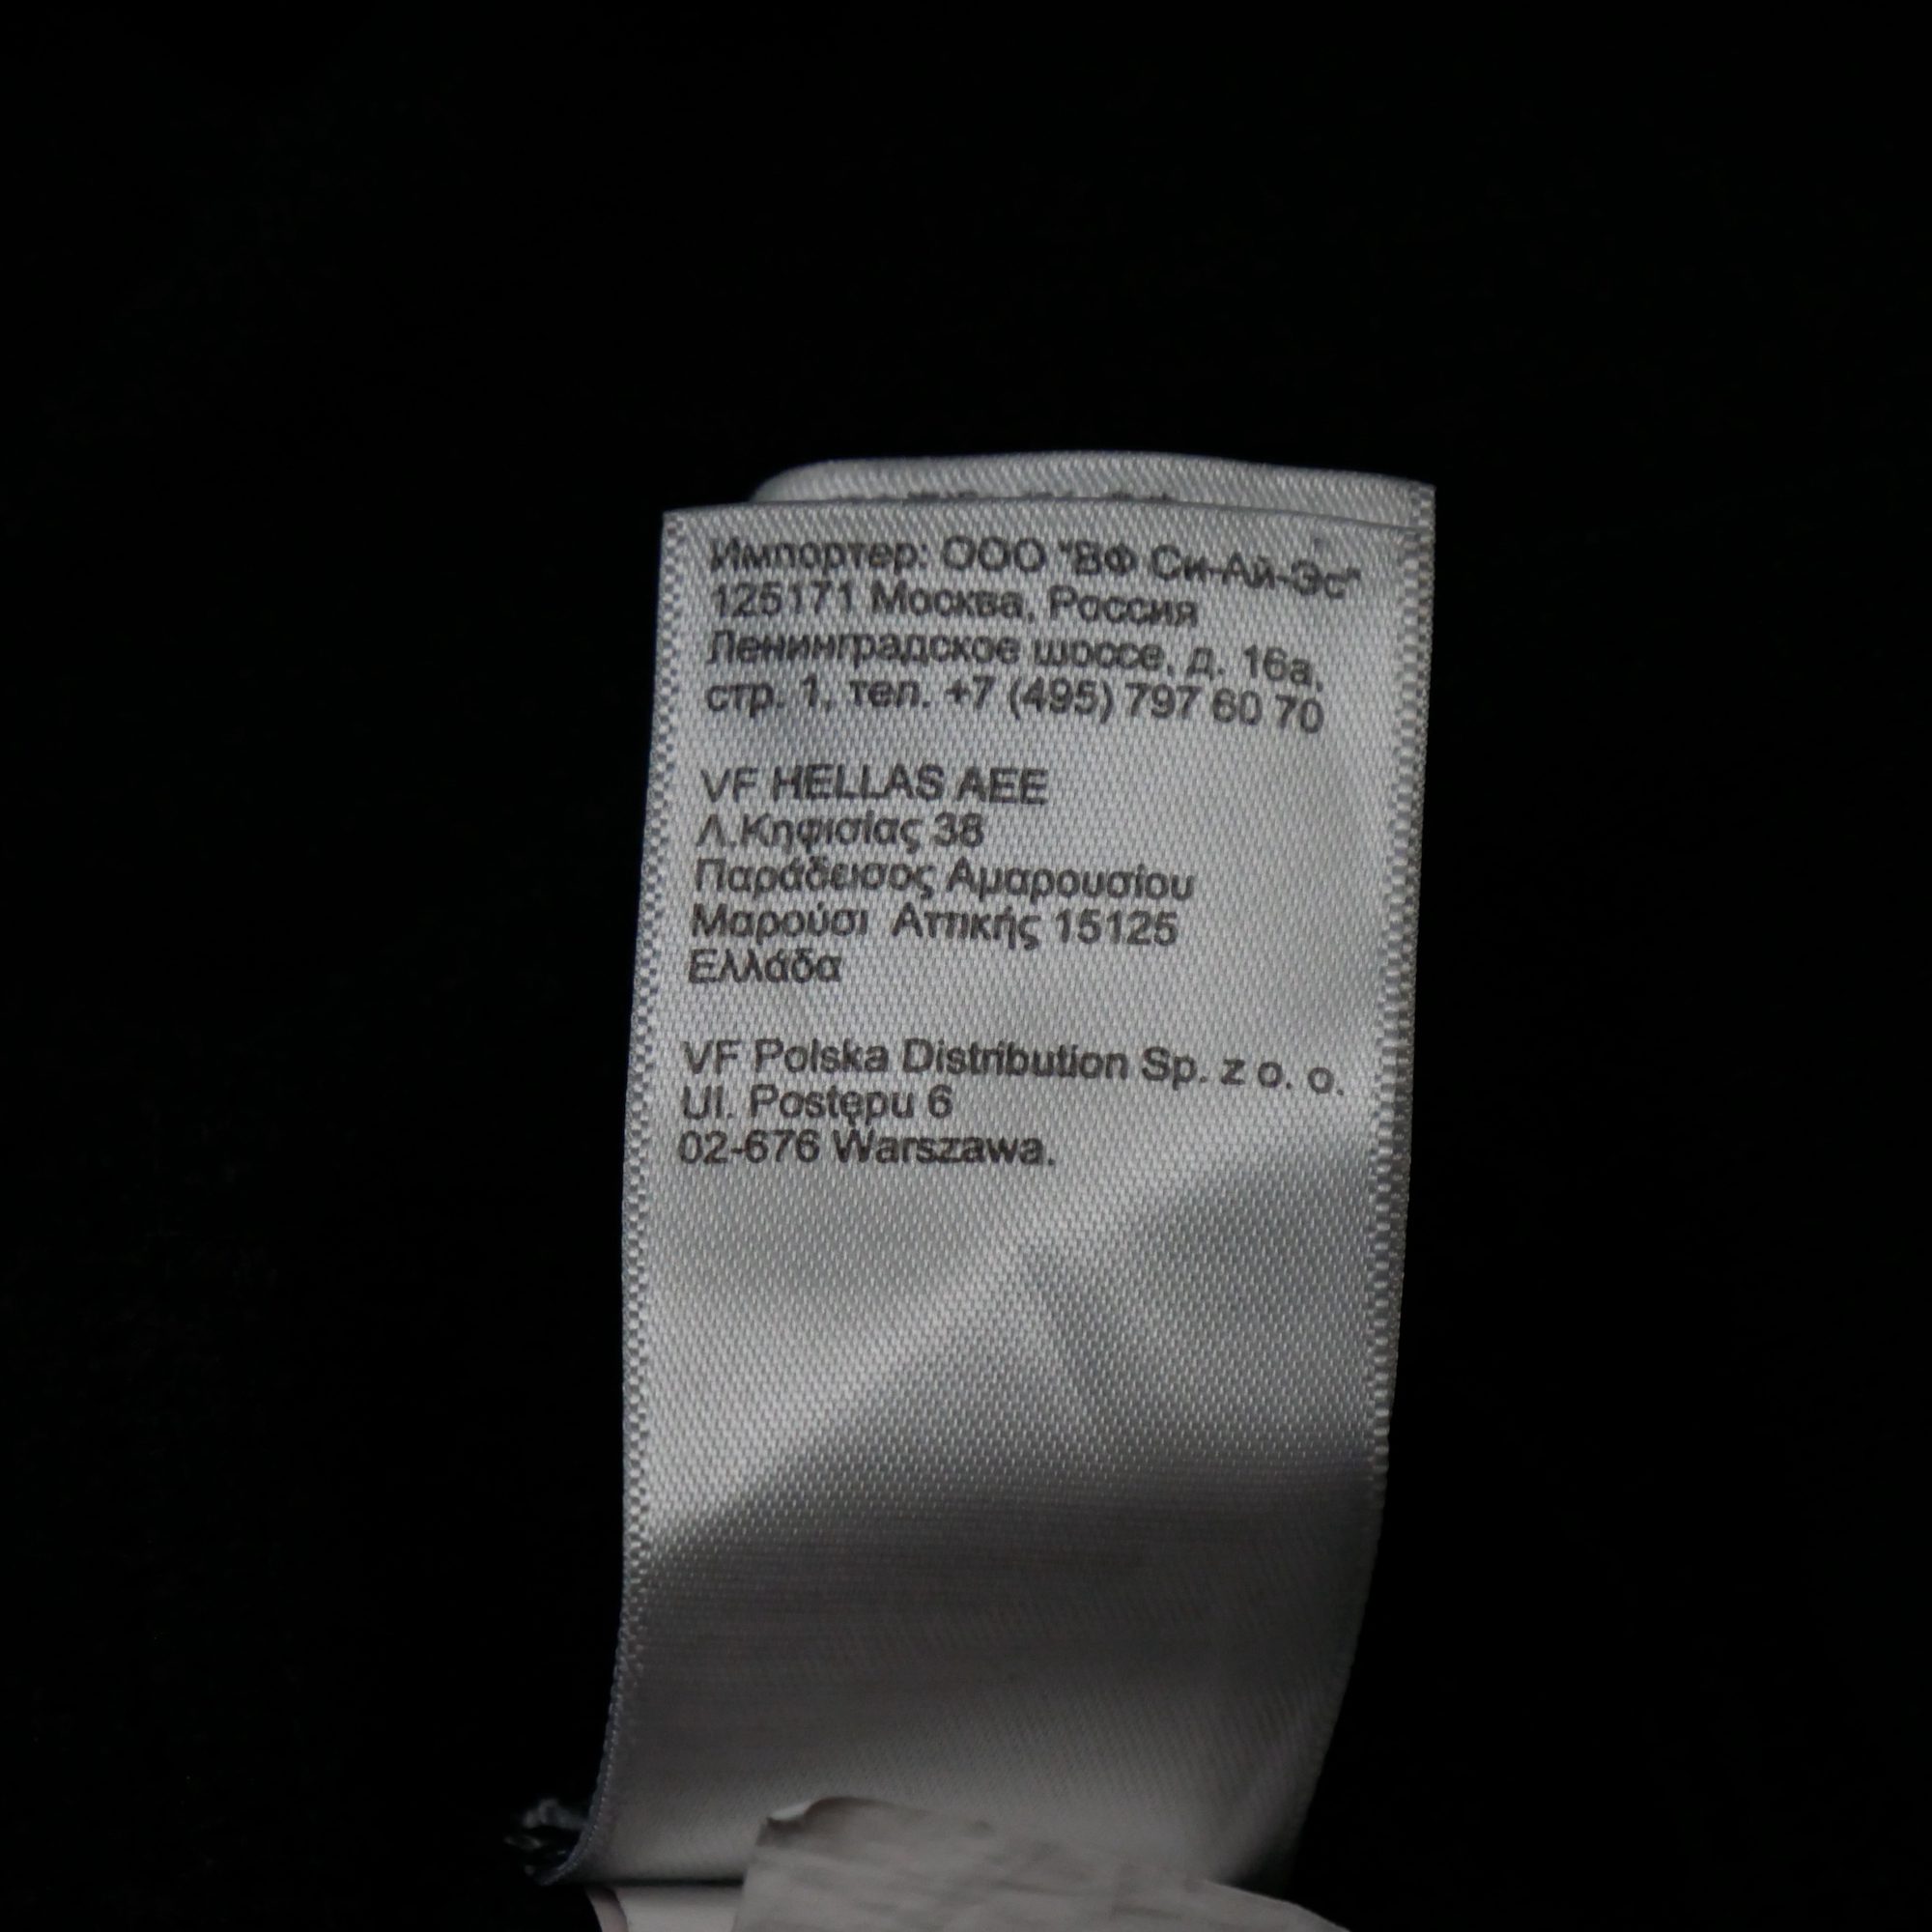 Импортер: ООО "ВФ Си-Ай-Эс"
125171 Москва, Россия
Ленинградское шоссе, д. 16а,
стр. 1, тел. +7 (495) 797 60 70
VF HELLAS AEE
Λ.Κηφισίας 38
Παράδεισος Αμαρουσίου
Μαρούσι Αττικής 15125
Ελλάδα
VF Polska Distribution Sp. z o. o.
Ul. Postępu 6
02-676 Warszawa.